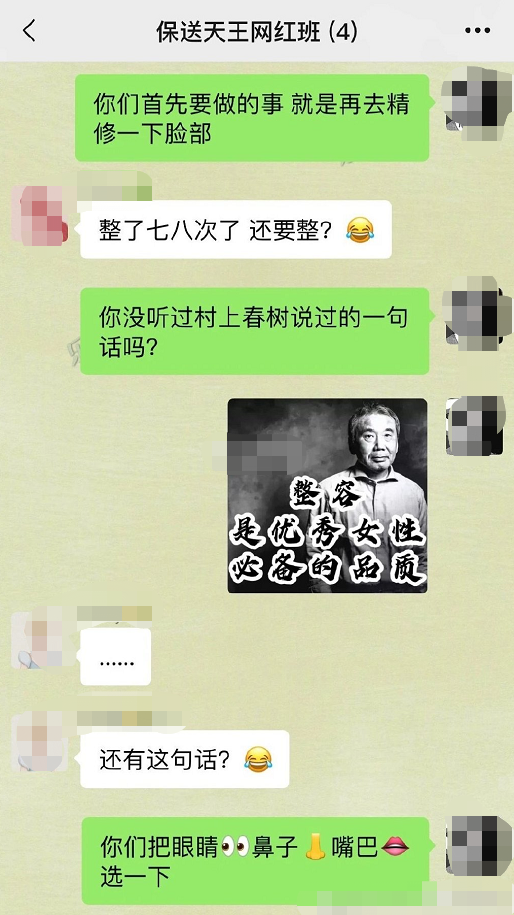 保送天王网红班 (4)
你们首先要做的事 就是再去精
修一下脸部
整了七八次了 还要整？😂
你没听过村上春树说过的一句
话吗？
整容
是优秀女性
必备的品质
......
还有这句话？😂
你们把眼睛👀鼻子👃嘴巴👄
选一下